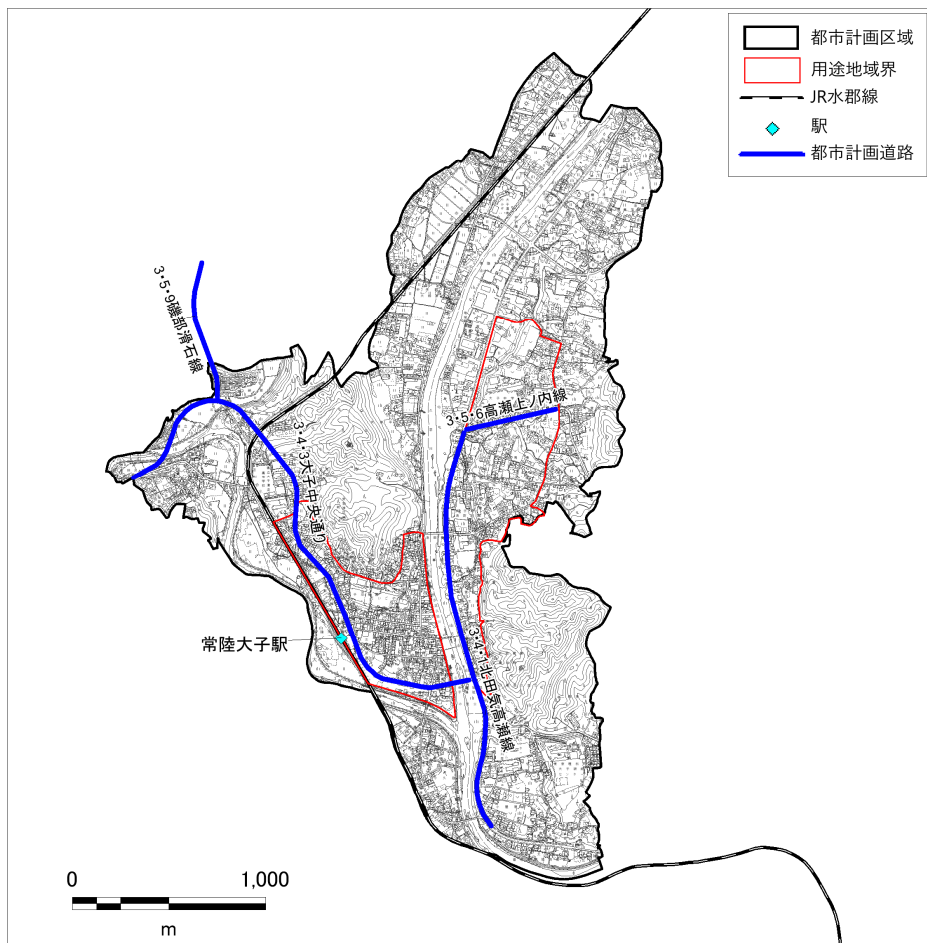 都市計画区域
用途地域界
JR水郡線
駅
都市計画道路
3・5・9磯部滑石線
3・5・6高瀬上ノ内線
3・4・3大子中央通り
常陸大子駅
3・4・1北田気高瀬線
0 1,000
m